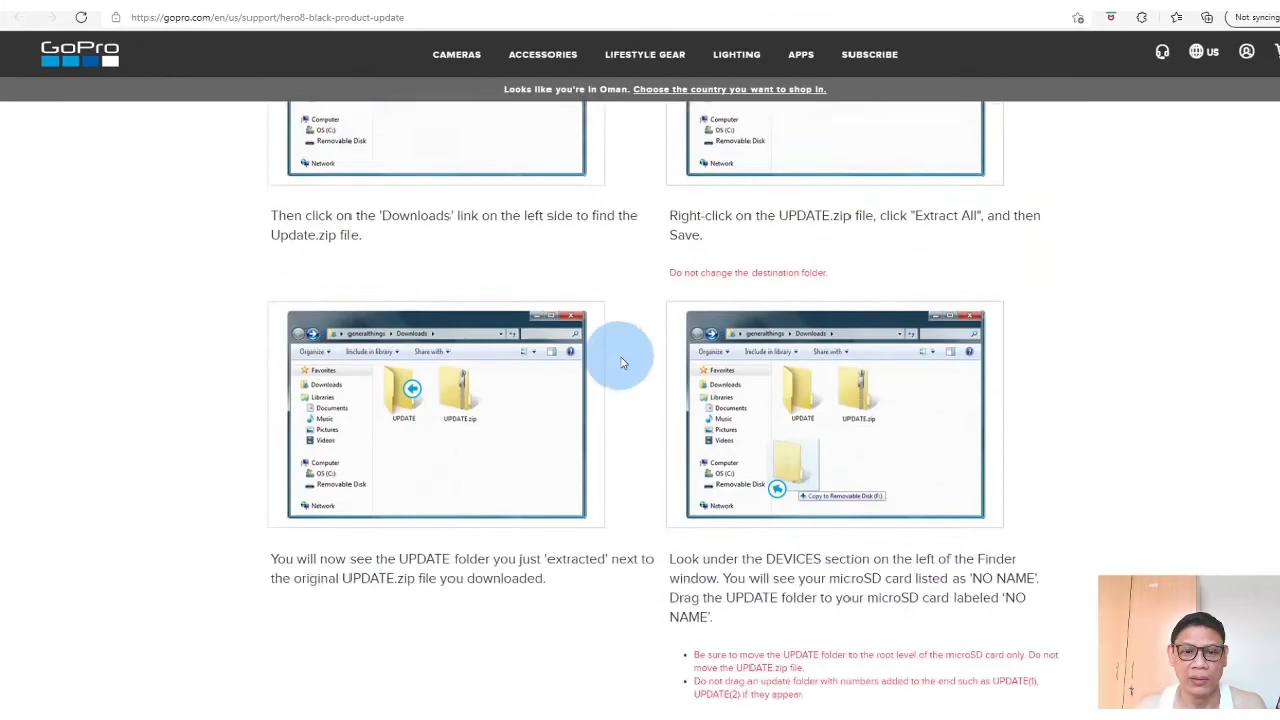 https://gopro.com/en/us/support/hero8-black-product-update
Not syncing
GoPro
CAMERAS ACCESSORIES LIFESTYLE GEAR LIGHTING APPS SUBSCRIBE
US
Looks like you're in Oman. Choose the country you want to shop in.
Computer
OS (C:)
Removable Disk
Network
Computer
OS (C:)
Removable Disk
Network
Then click on the 'Downloads' link on the left side to find the
Update.zip file.
Right-click on the UPDATE.zip file, click "Extract All", and then
Save.
Do not change the destination folder.
generalthings Downloads
Organize Include in library Share with
Favorites
Downloads
Libraries
Documents
Music
Pictures
Videos
Computer
OS (C:)
Removable Disk
Network
UPDATE
UPDATE.zip
generalthings Downloads
Organize Include in library Share with
Favorites
Downloads
Libraries
Documents
Music
Pictures
Videos
Computer
OS (C:)
Removable Disk
Network
UPDATE
UPDATE.zip
Copy to Removable Disk (F:)
You will now see the UPDATE folder you just 'extracted' next to
the original UPDATE.zip file you downloaded.
Look under the DEVICES section on the left of the Finder
window. You will see your microSD card listed as 'NO NAME'.
Drag the UPDATE folder to your microSD card labeled ‘NO
NAME’.
Be sure to move the UPDATE folder to the root level of the microSD card only. Do not
move the UPDATE.zip file.
Do not drag an update folder with numbers added to the end such as UPDATE(1),
UPDATE(2) if they appear.